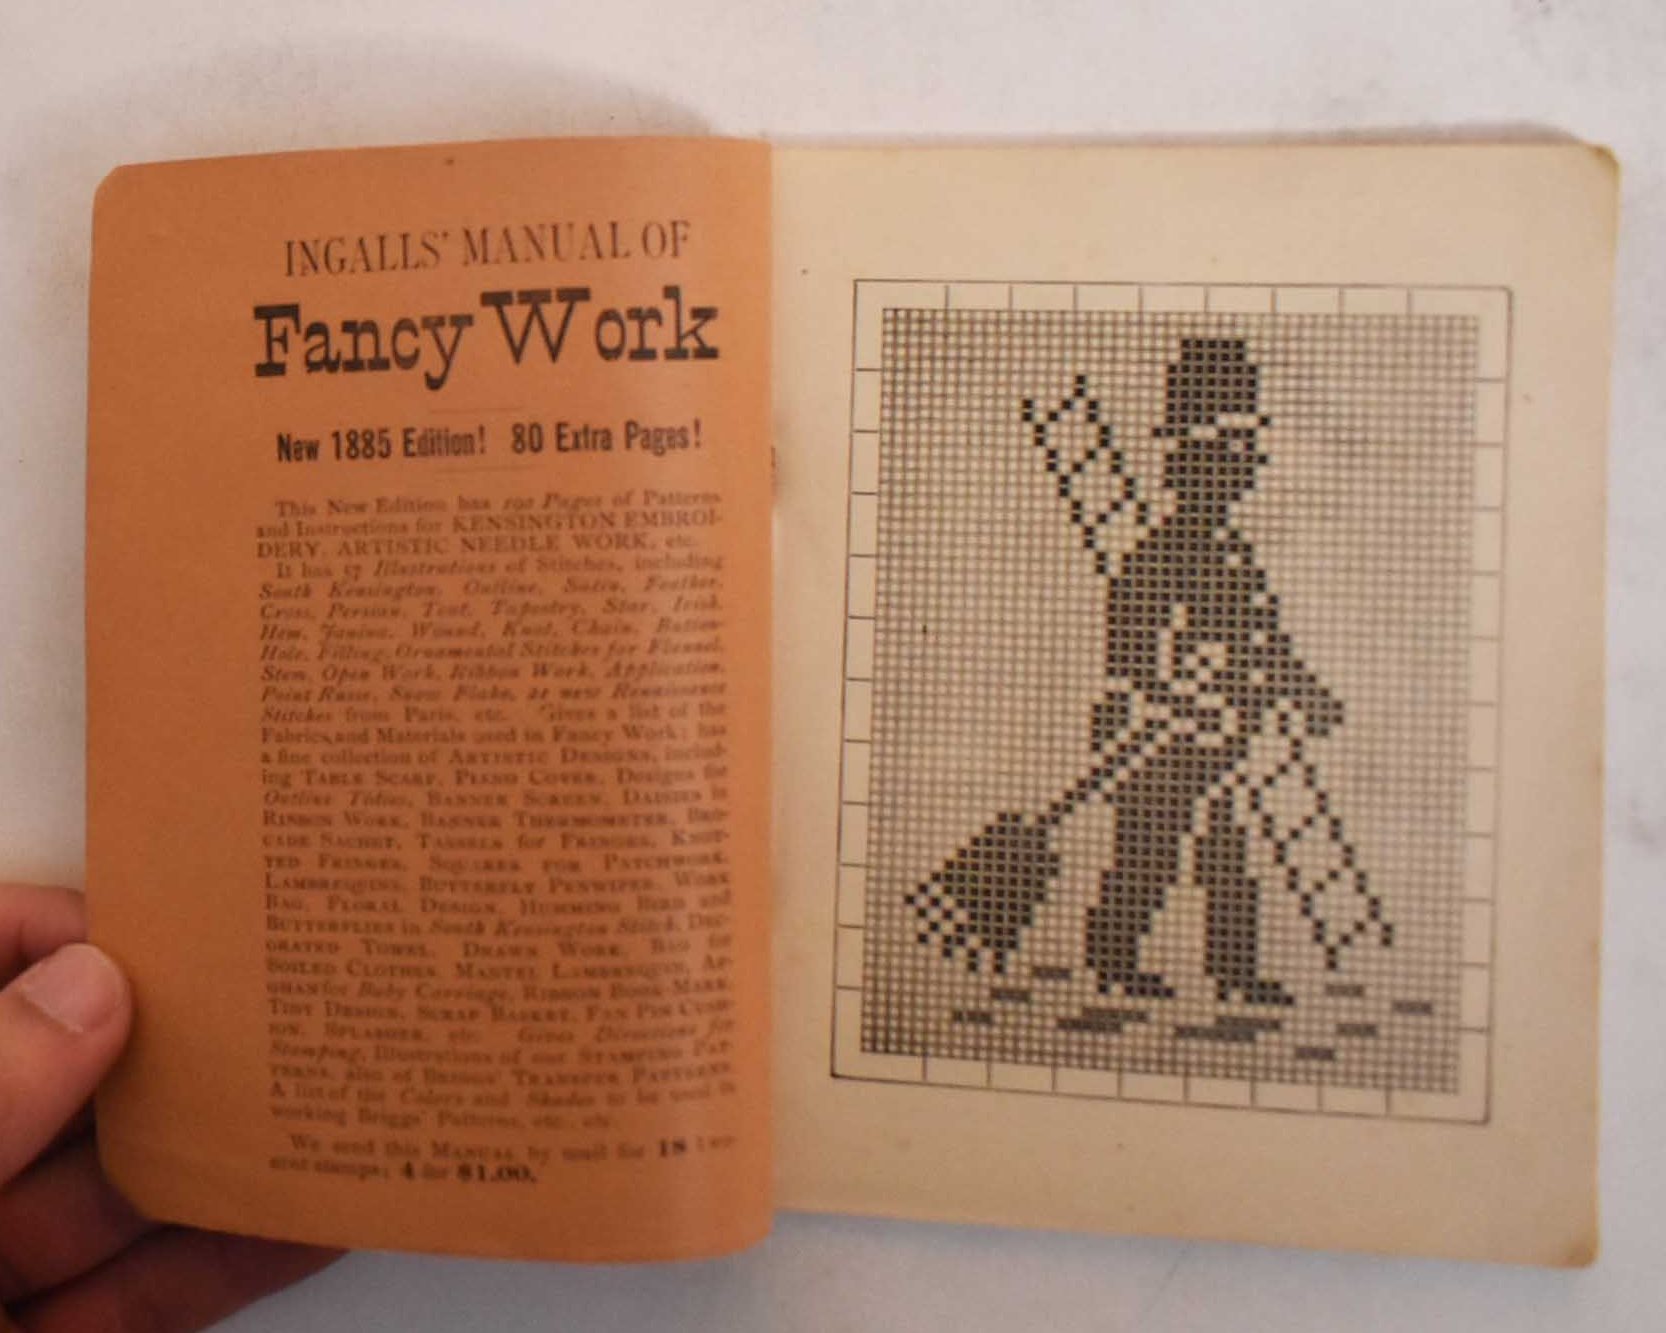 INGALLS' MANUAL OF
Fancy Work
New 1885 Edition! 80 Extra Pages!
This New Edition has 192 Pages of Patterns
and Instructions for KENSINGTON EMBROI-
DERY, ARTISTIC NEEDLE WORK, etc.
It has 57 Illustrations of Stitches, including
South Kensington, Outline, Satin, Feather,
Cross, Persian, Tent, Tapestry, Star, Irish,
Hem, Janina, Wound, Knot, Chain, Button-
Hole, Filling, Ornamental Stitches for Flannel,
Stem, Open Work, Ribbon Work, Application,
Point Russe, Snow Flake, 21 new Renaissance
Stitches from Paris, etc. Gives a list of the
Fabrics and Materials used in Fancy Work; has
a fine collection of ARTISTIC DESIGNS, includ-
ing TABLE SCARF, PIANO COVER, Designs for
Outline Tidies, BANNER SCREEN, DAISIES in
RIBBON WORK, BANNER THERMOMETER, BRO-
CADE SACHET, TASSELS for FRINGES, KNOT-
TED FRINGES, SQUARES FOR PATCHWORK,
LAMBREQUINS, BUTTERFLY PENWIPER, WORK
BAG, FLORAL DESIGN, HUMMING BIRD and
BUTTERFLIES in South Kensington Stitch, DEC-
ORATED TOWEL, DRAWN WORK, BAG for
SOILED CLOTHES, MANTEL LAMBREQUIN, AF-
GHAN for Baby Carriage, RIBBON BOOK MARK,
TIDY DESIGN, SCRAP BASKET, FAN PIN CUSH-
ION, SPLASHER, etc. Gives Directions for
Stamping, Illustrations of our STAMPING PAT-
TERNS, also of BRIGGS' TRANSFER PATTERNS.
A list of the Colors and Shades to be used in
working Briggs' Patterns, etc., etc.
We send this MANUAL by mail for 18 two-
cent stamps; 4 for $1.00.